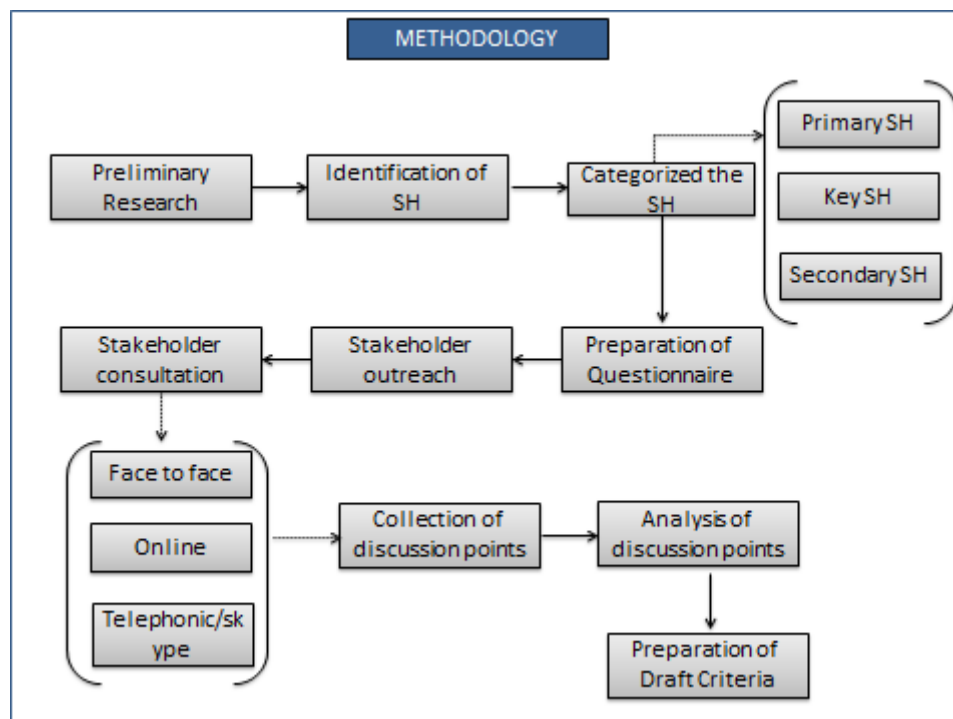 METHODOLOGY
Preliminary
Research
Identification of
SH
Categorized the
SH
Primary SH
Key SH
Secondary SH
Preparation of
Questionnaire
Stakeholder
outreach
Stakeholder
consultation
Face to face
Online
Telephonic/sk
ype
Collection of
discussion points
Analysis of
discussion points
Preparation of
Draft Criteria